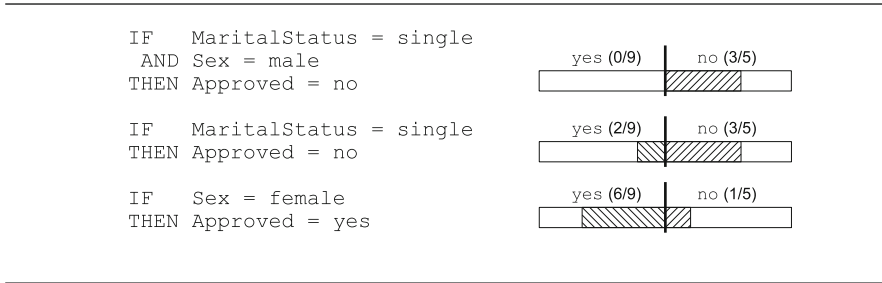 IF MaritalStatus = single
AND Sex = male
THEN Approved = no
yes (0/9) no (3/5)
IF MaritalStatus = single
THEN Approved = no
yes (2/9) no (3/5)
IF Sex = female
THEN Approved = yes
yes (6/9) no (1/5)